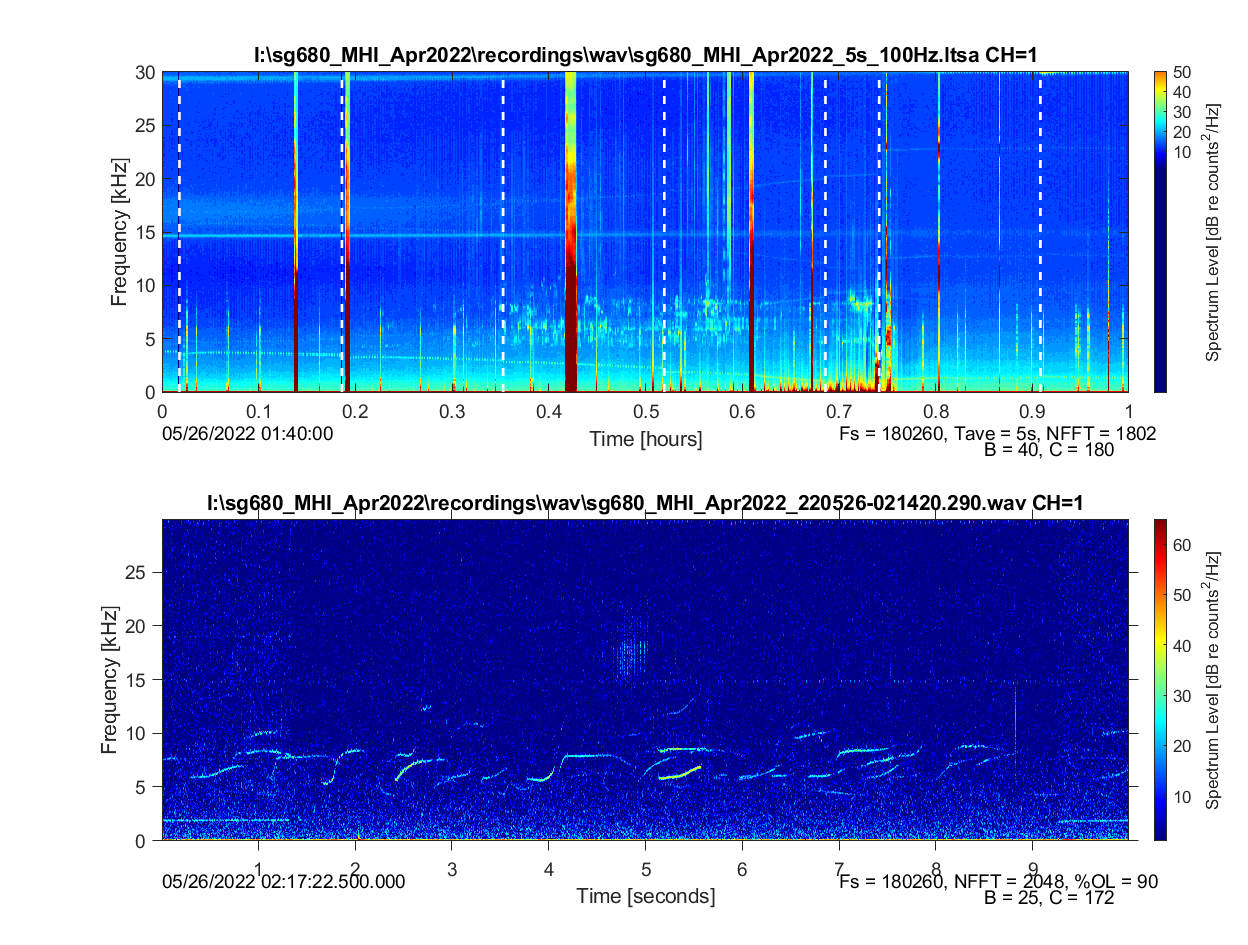 I:\sg680_MHI_Apr2022\recordings\wav\sg680_MHI_Apr2022_5s_100Hz.ltsa CH=1
30
25
20
15
10
5
0
Frequency [kHz]
0 0.1 0.2 0.3 0.4 0.5 0.6 0.7 0.8 0.9 1
Time [hours]
05/26/2022 01:40:00
Fs = 180260, Tave = 5s, NFFT = 1802
B = 40, C = 180
50
40
30
20
10
Spectrum Level [dB re counts²/Hz]
I:\sg680_MHI_Apr2022\recordings\wav\sg680_MHI_Apr2022_220526-021420.290.wav CH=1
25
20
15
10
5
0
Frequency [kHz]
1 2 3 4 5 6 7 8 9
Time [seconds]
05/26/2022 02:17:22.500.000
Fs = 180260, NFFT = 2048, %OL = 90
B = 25, C = 172
60
50
40
30
20
10
Spectrum Level [dB re counts²/Hz]